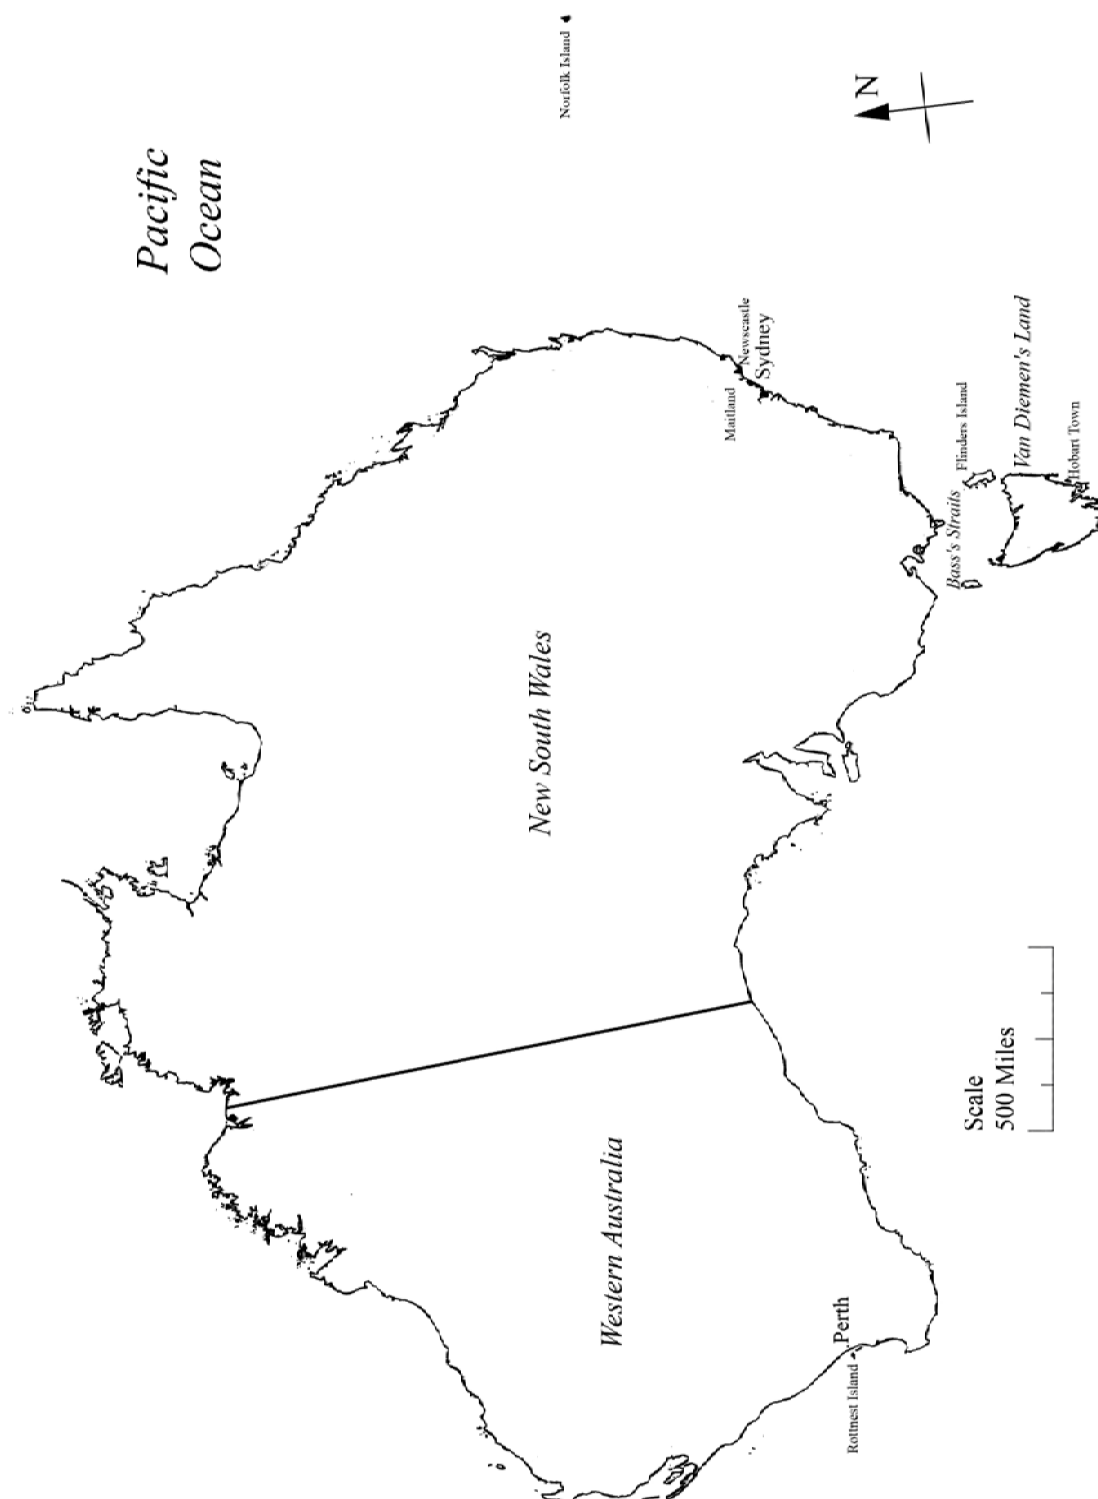 Pacific
Ocean
Norfolk Island
N
New South Wales
Western Australia
Maitland
Newscastle
Sydney
Perth
Rottnest Island
Bass's Straits
Flinders Island
Van Diemen's Land
Hobart Town
Scale
500 Miles